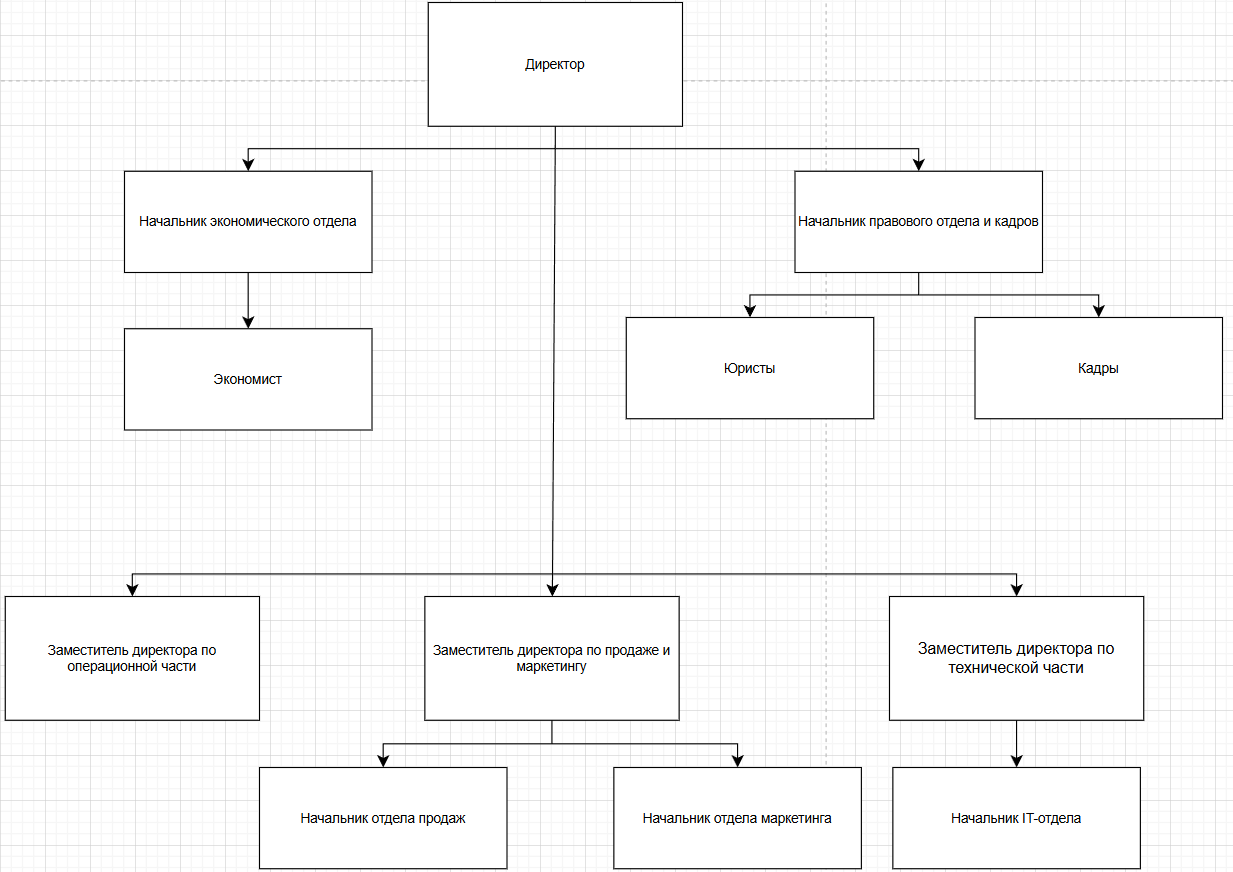 Директор
Начальник экономического отдела
Начальник правового отдела и кадров
Экономист
Юристы
Кадры
Заместитель директора по
операционной части
Заместитель директора по продаже и
маркетингу
Заместитель директора по
технической части
Начальник отдела продаж
Начальник отдела маркетинга
Начальник IT-отдела